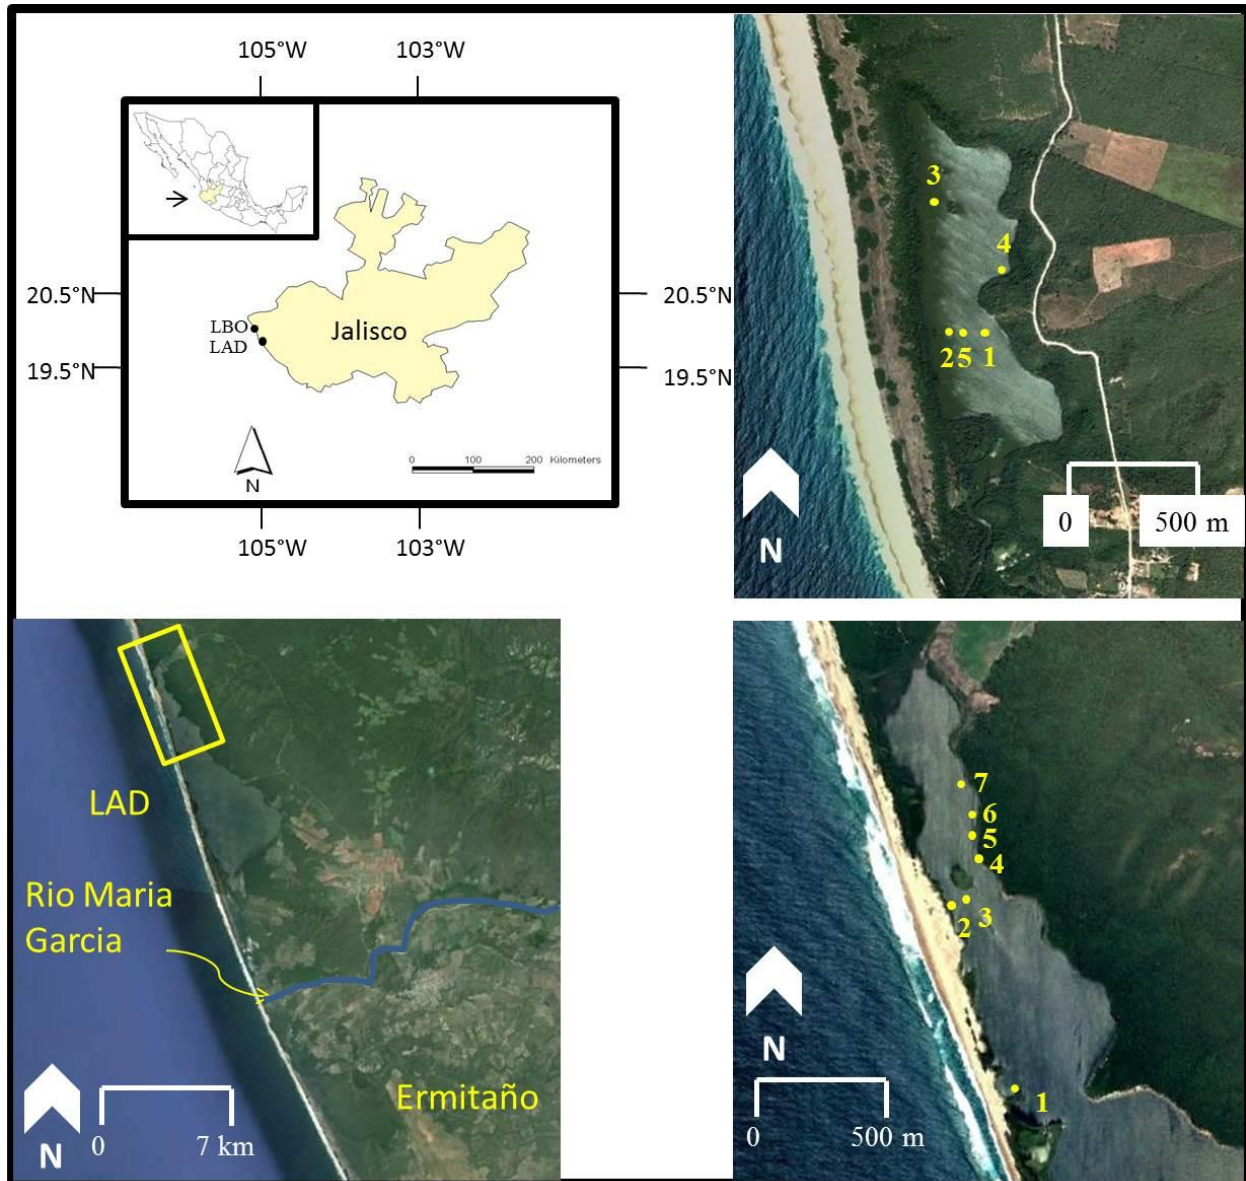 105°W
103°W
20.5°N
20.5°N
LBO
LAD
Jalisco
19.5°N
19.5°N
0 100 200 Kilometers
N
105°W
103°W
3
4
2 5 1
0 500 m
N
LAD
Rio Maria
Garcia
Ermitaño
0 7 km
N
7
6
5
4
3
2
1
N
0 500 m